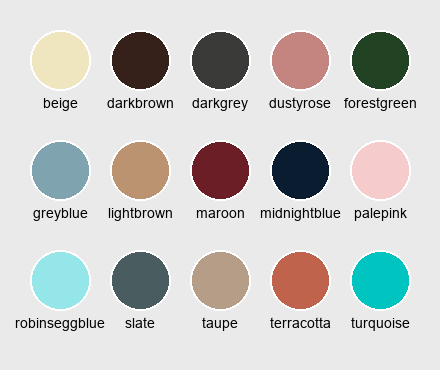 beige darkbrown darkgrey dustyrose forestgreen
greyblue lightbrown maroon midnightblue palepink
robinseggblue slate taupe terracotta turquoise